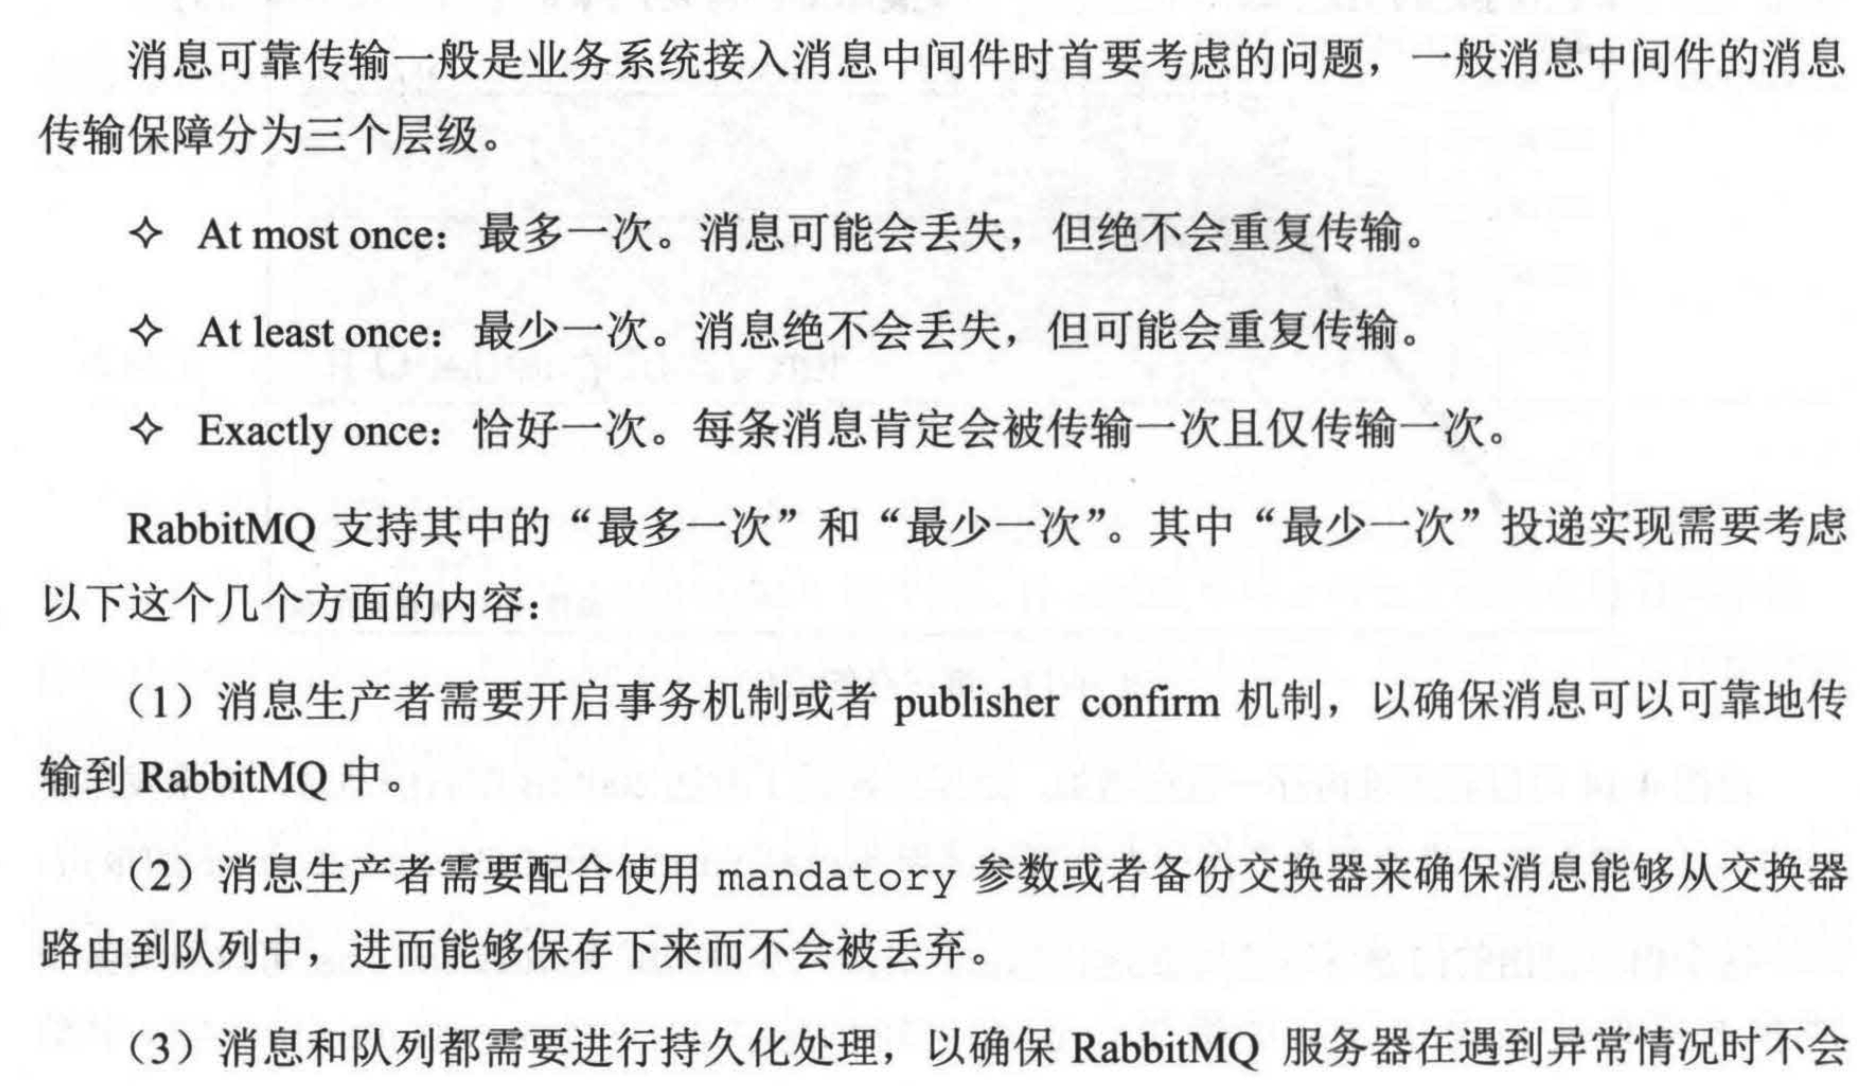 消息可靠传输一般是业务系统接入消息中间件时首要考虑的问题，一般消息中间件的消息
传输保障分为三个层级。
✧ At most once：最多一次。消息可能会丢失，但绝不会重复传输。
✧ At least once：最少一次。消息绝不会丢失，但可能会重复传输。
✧ Exactly once：恰好一次。每条消息肯定会被传输一次且仅传输一次。
RabbitMQ 支持其中的“最多一次”和“最少一次”。其中“最少一次”投递实现需要考虑
以下这个几个方面的内容：
（1）消息生产者需要开启事务机制或者 publisher confirm 机制，以确保消息可以可靠地传
输到 RabbitMQ 中。
（2）消息生产者需要配合使用 mandatory 参数或者备份交换器来确保消息能够从交换器
路由到队列中，进而能够保存下来而不会被丢弃。
（3）消息和队列都需要进行持久化处理，以确保 RabbitMQ 服务器在遇到异常情况时不会